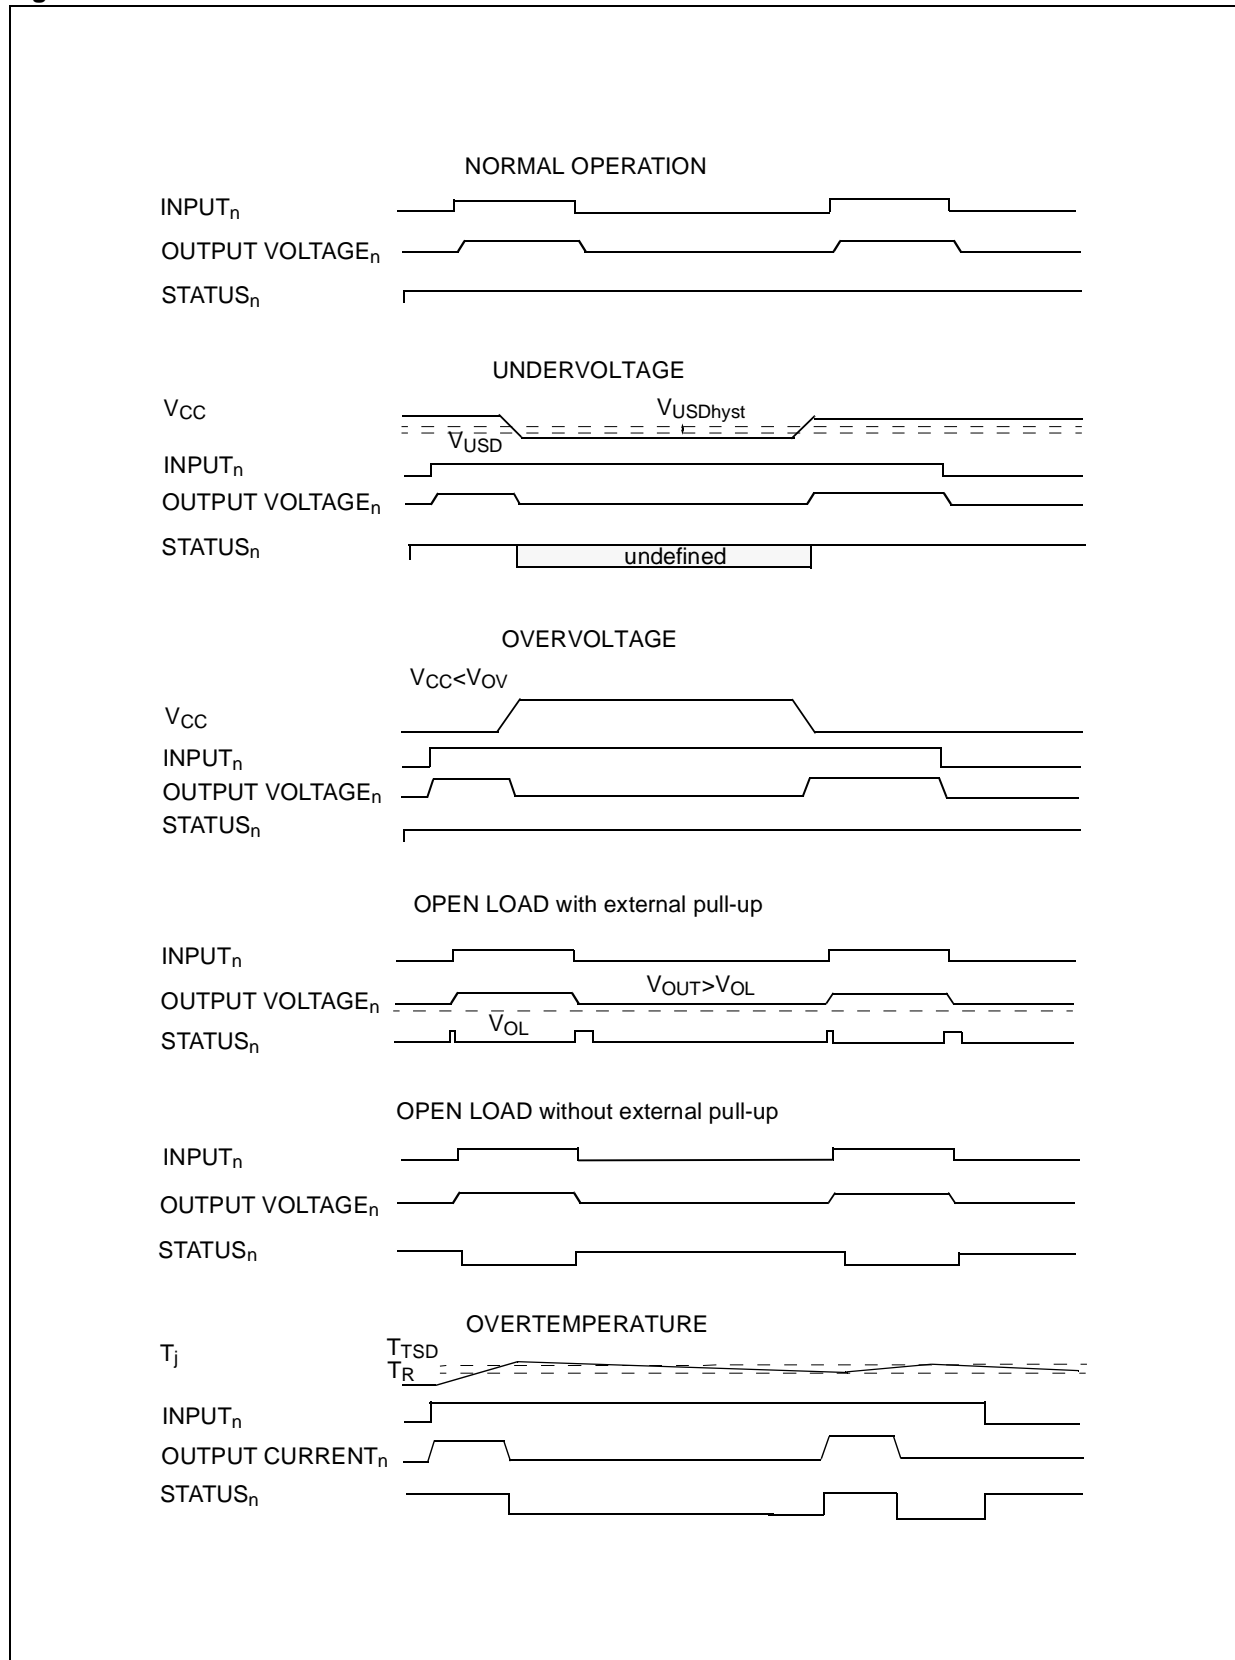 NORMAL OPERATION
INPUTn
OUTPUT VOLTAGEn
STATUSn
UNDERVOLTAGE
VCC
VUSDhyst
VUSD
INPUTn
OUTPUT VOLTAGEn
STATUSn
undefined
OVERVOLTAGE
VCC<VOV
VCC
INPUTn
OUTPUT VOLTAGEn
STATUSn
OPEN LOAD with external pull-up
INPUTn
OUTPUT VOLTAGEn
VOUT>VOL
VOL
STATUSn
OPEN LOAD without external pull-up
INPUTn
OUTPUT VOLTAGEn
STATUSn
OVERTEMPERATURE
Tj
TTSD
TR
INPUTn
OUTPUT CURRENTn
STATUSn